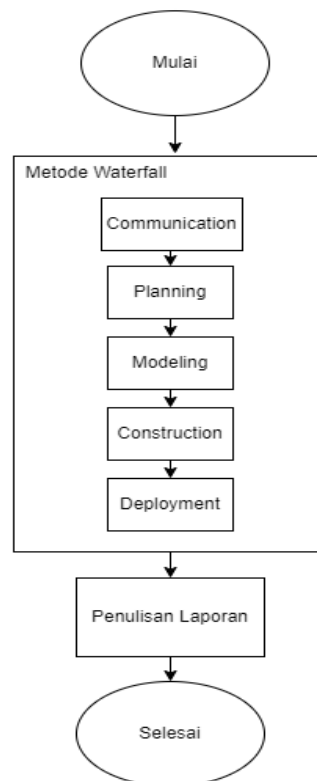 Mulai
Metode Waterfall
Communication
Planning
Modeling
Construction
Deployment
Penulisan Laporan
Selesai